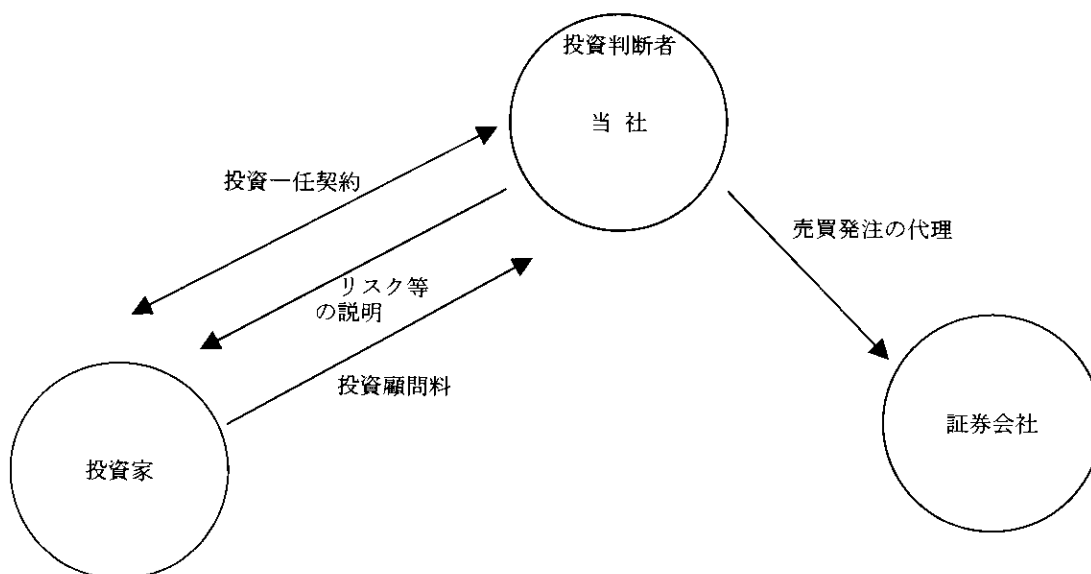 投資判断者
当 社
投資一任契約
売買発注の代理
リスク等
の説明
投資顧問料
証券会社
投資家